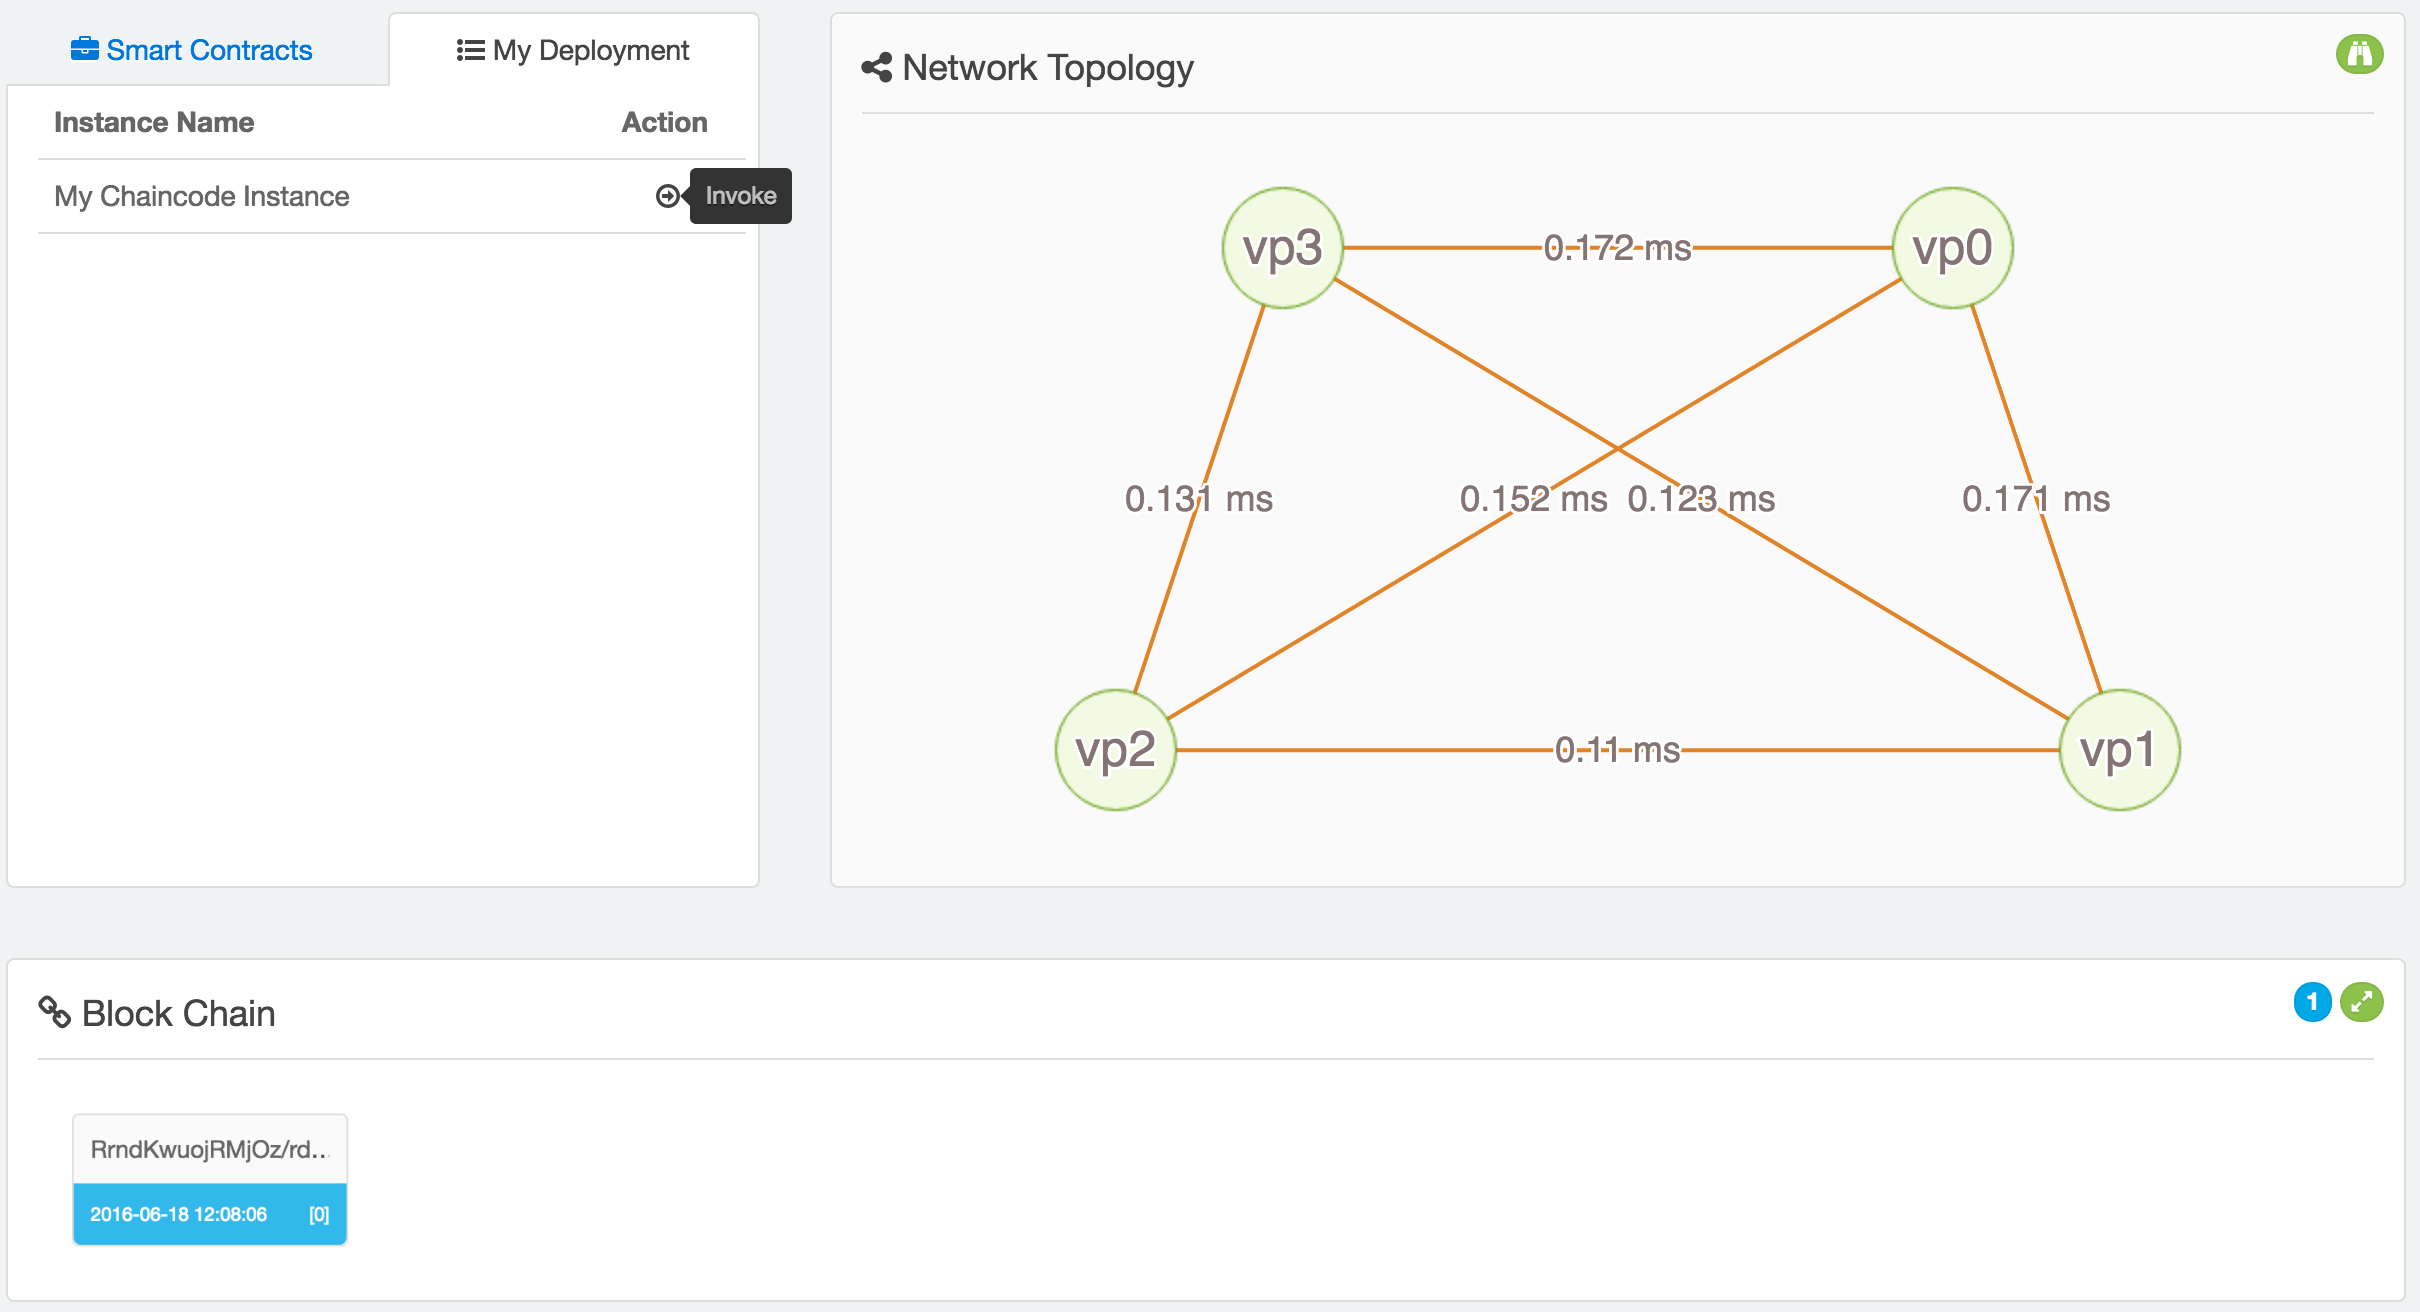 Smart Contracts
My Deployment
Instance Name Action
My Chaincode Instance Invoke
Network Topology
vp3 0.172 ms vp0
0.131 ms 0.152 ms 0.123 ms 0.171 ms
vp2 0.11 ms vp1
Block Chain 1
RrndKwuojRMjOz/rd...
2016-06-18 12:08:06 [0]